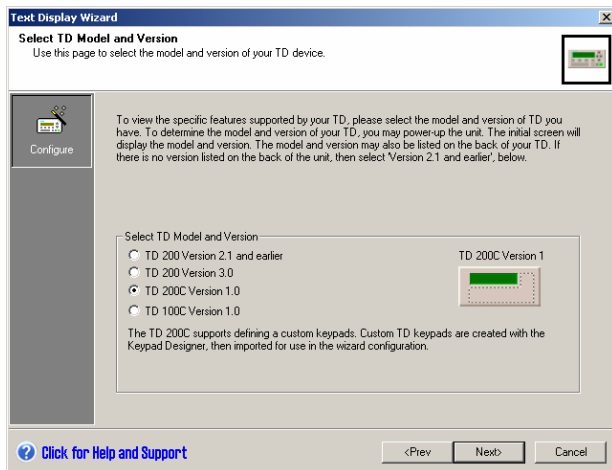 Text Display Wizard
Select TD Model and Version
Use this page to select the model and version of your TD device.
Configure
To view the specific features supported by your TD, please select the model and version of TD you
have. To determine the model and version of your TD, you may power-up the unit. The initial screen will
display the model and version. The model and version may also be listed on the back of your TD. If
there is no version listed on the back of the unit, then select 'Version 2.1 and earlier', below.
Select TD Model and Version
TD 200 Version 2.1 and earlier
TD 200 Version 3.0
TD 200C Version 1.0
TD 100C Version 1.0
TD 200C Version 1
The TD 200C supports defining a custom keypads. Custom TD keypads are created with the
Keypad Designer, then imported for use in the wizard configuration.
Click for Help and Support
<Prev
Next>
Cancel